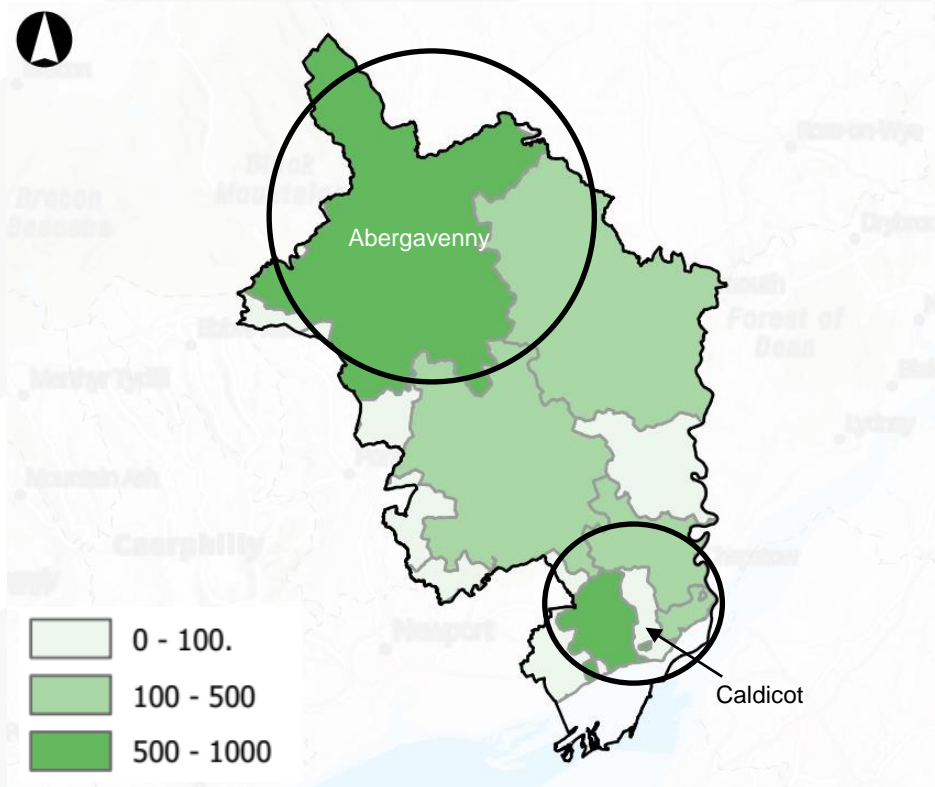 Ross-on-Wye
Black
Mountains
Brecon
Beacons
Abergavenny
Forest of
Dean
Merthyr Tydfil
Lydney
Mountain Ash
Caerphilly
Chepstow
Newport
Caldicot
0 - 100.
100 - 500
500 - 1000